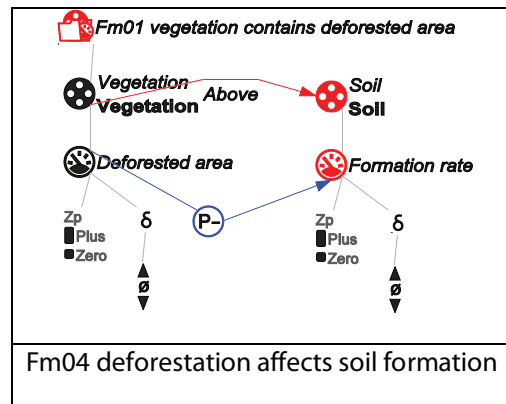 Fm01 vegetation contains deforested area
Vegetation
Vegetation
Above
Soil
Soil
Deforested area
Formation rate
P-
Zp
Plus
Zero
δ
ø
Zp
Plus
Zero
δ
ø
Fm04 deforestation affects soil formation